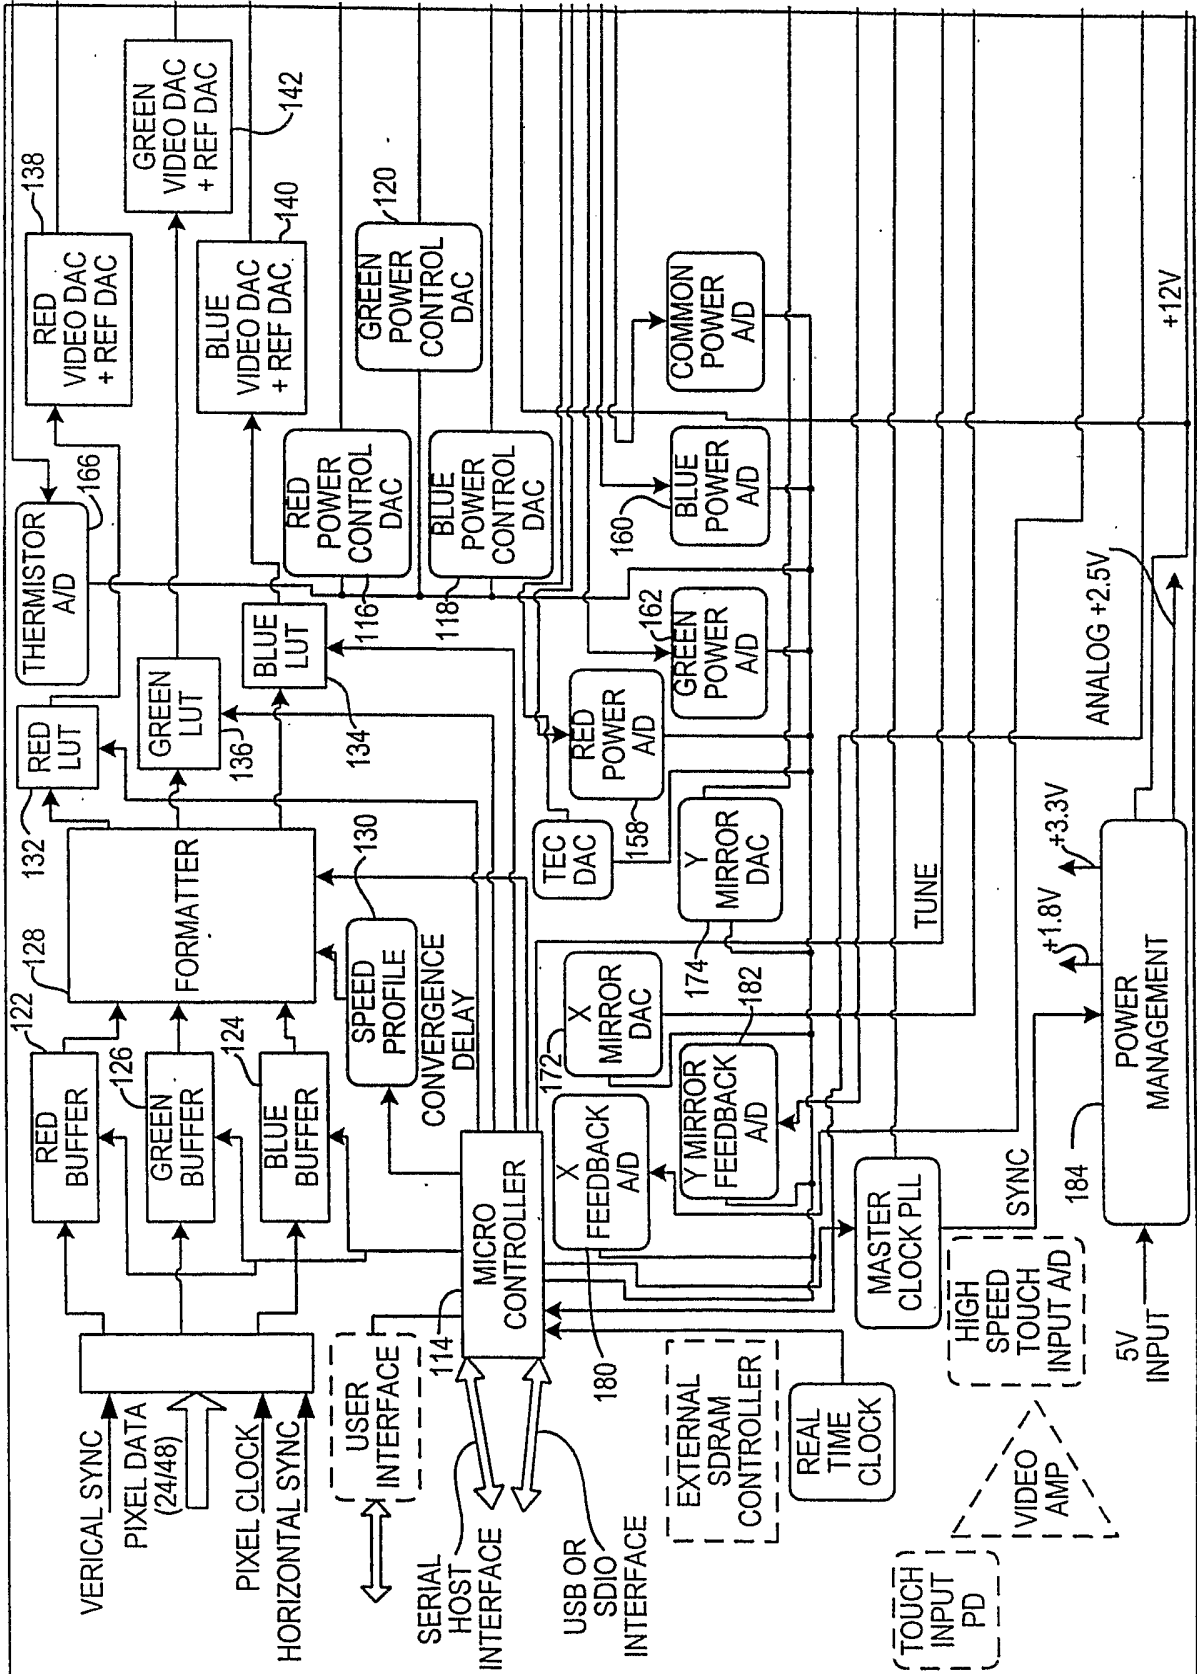 VERICAL SYNC
PIXEL DATA
(24/48)
PIXEL CLOCK
HORIZONTAL SYNC
RED
BUFFER
122
GREEN
BUFFER
126
BLUE
BUFFER
124
FORMATTER
128
RED
LUT
132
GREEN
LUT
136
BLUE
LUT
134
THERMISTOR
A/D
166
RED
VIDEO DAC
+ REF DAC
138
GREEN
VIDEO DAC
+ REF DAC
142
BLUE
VIDEO DAC
+ REF DAC
140
SPEED
PROFILE
130
CONVERGENCE
DELAY
RED
POWER
CONTROL
DAC
116
BLUE
POWER
CONTROL
DAC
118
GREEN
POWER
CONTROL
DAC
120
USER
INTERFACE
SERIAL
HOST
INTERFACE
USB OR
SDIO
INTERFACE
MICRO
CONTROLLER
114
TEC
DAC
RED
POWER
A/D
158
GREEN
POWER
A/D
162
BLUE
POWER
A/D
160
COMMON
POWER
A/D
X
FEEDBACK
A/D
180
X
MIRROR
DAC
172
Y MIRROR
FEEDBACK
A/D
182
Y
MIRROR
DAC
174
EXTERNAL
SDRAM
CONTROLLER
REAL
TIME
CLOCK
MASTER
CLOCK PLL
TUNE
SYNC
TOUCH
INPUT
PD
VIDEO
AMP
HIGH
SPEED
TOUCH
INPUT A/D
5V
INPUT
POWER
MANAGEMENT
184
+1.8V
+3.3V
ANALOG +2.5V
+12V